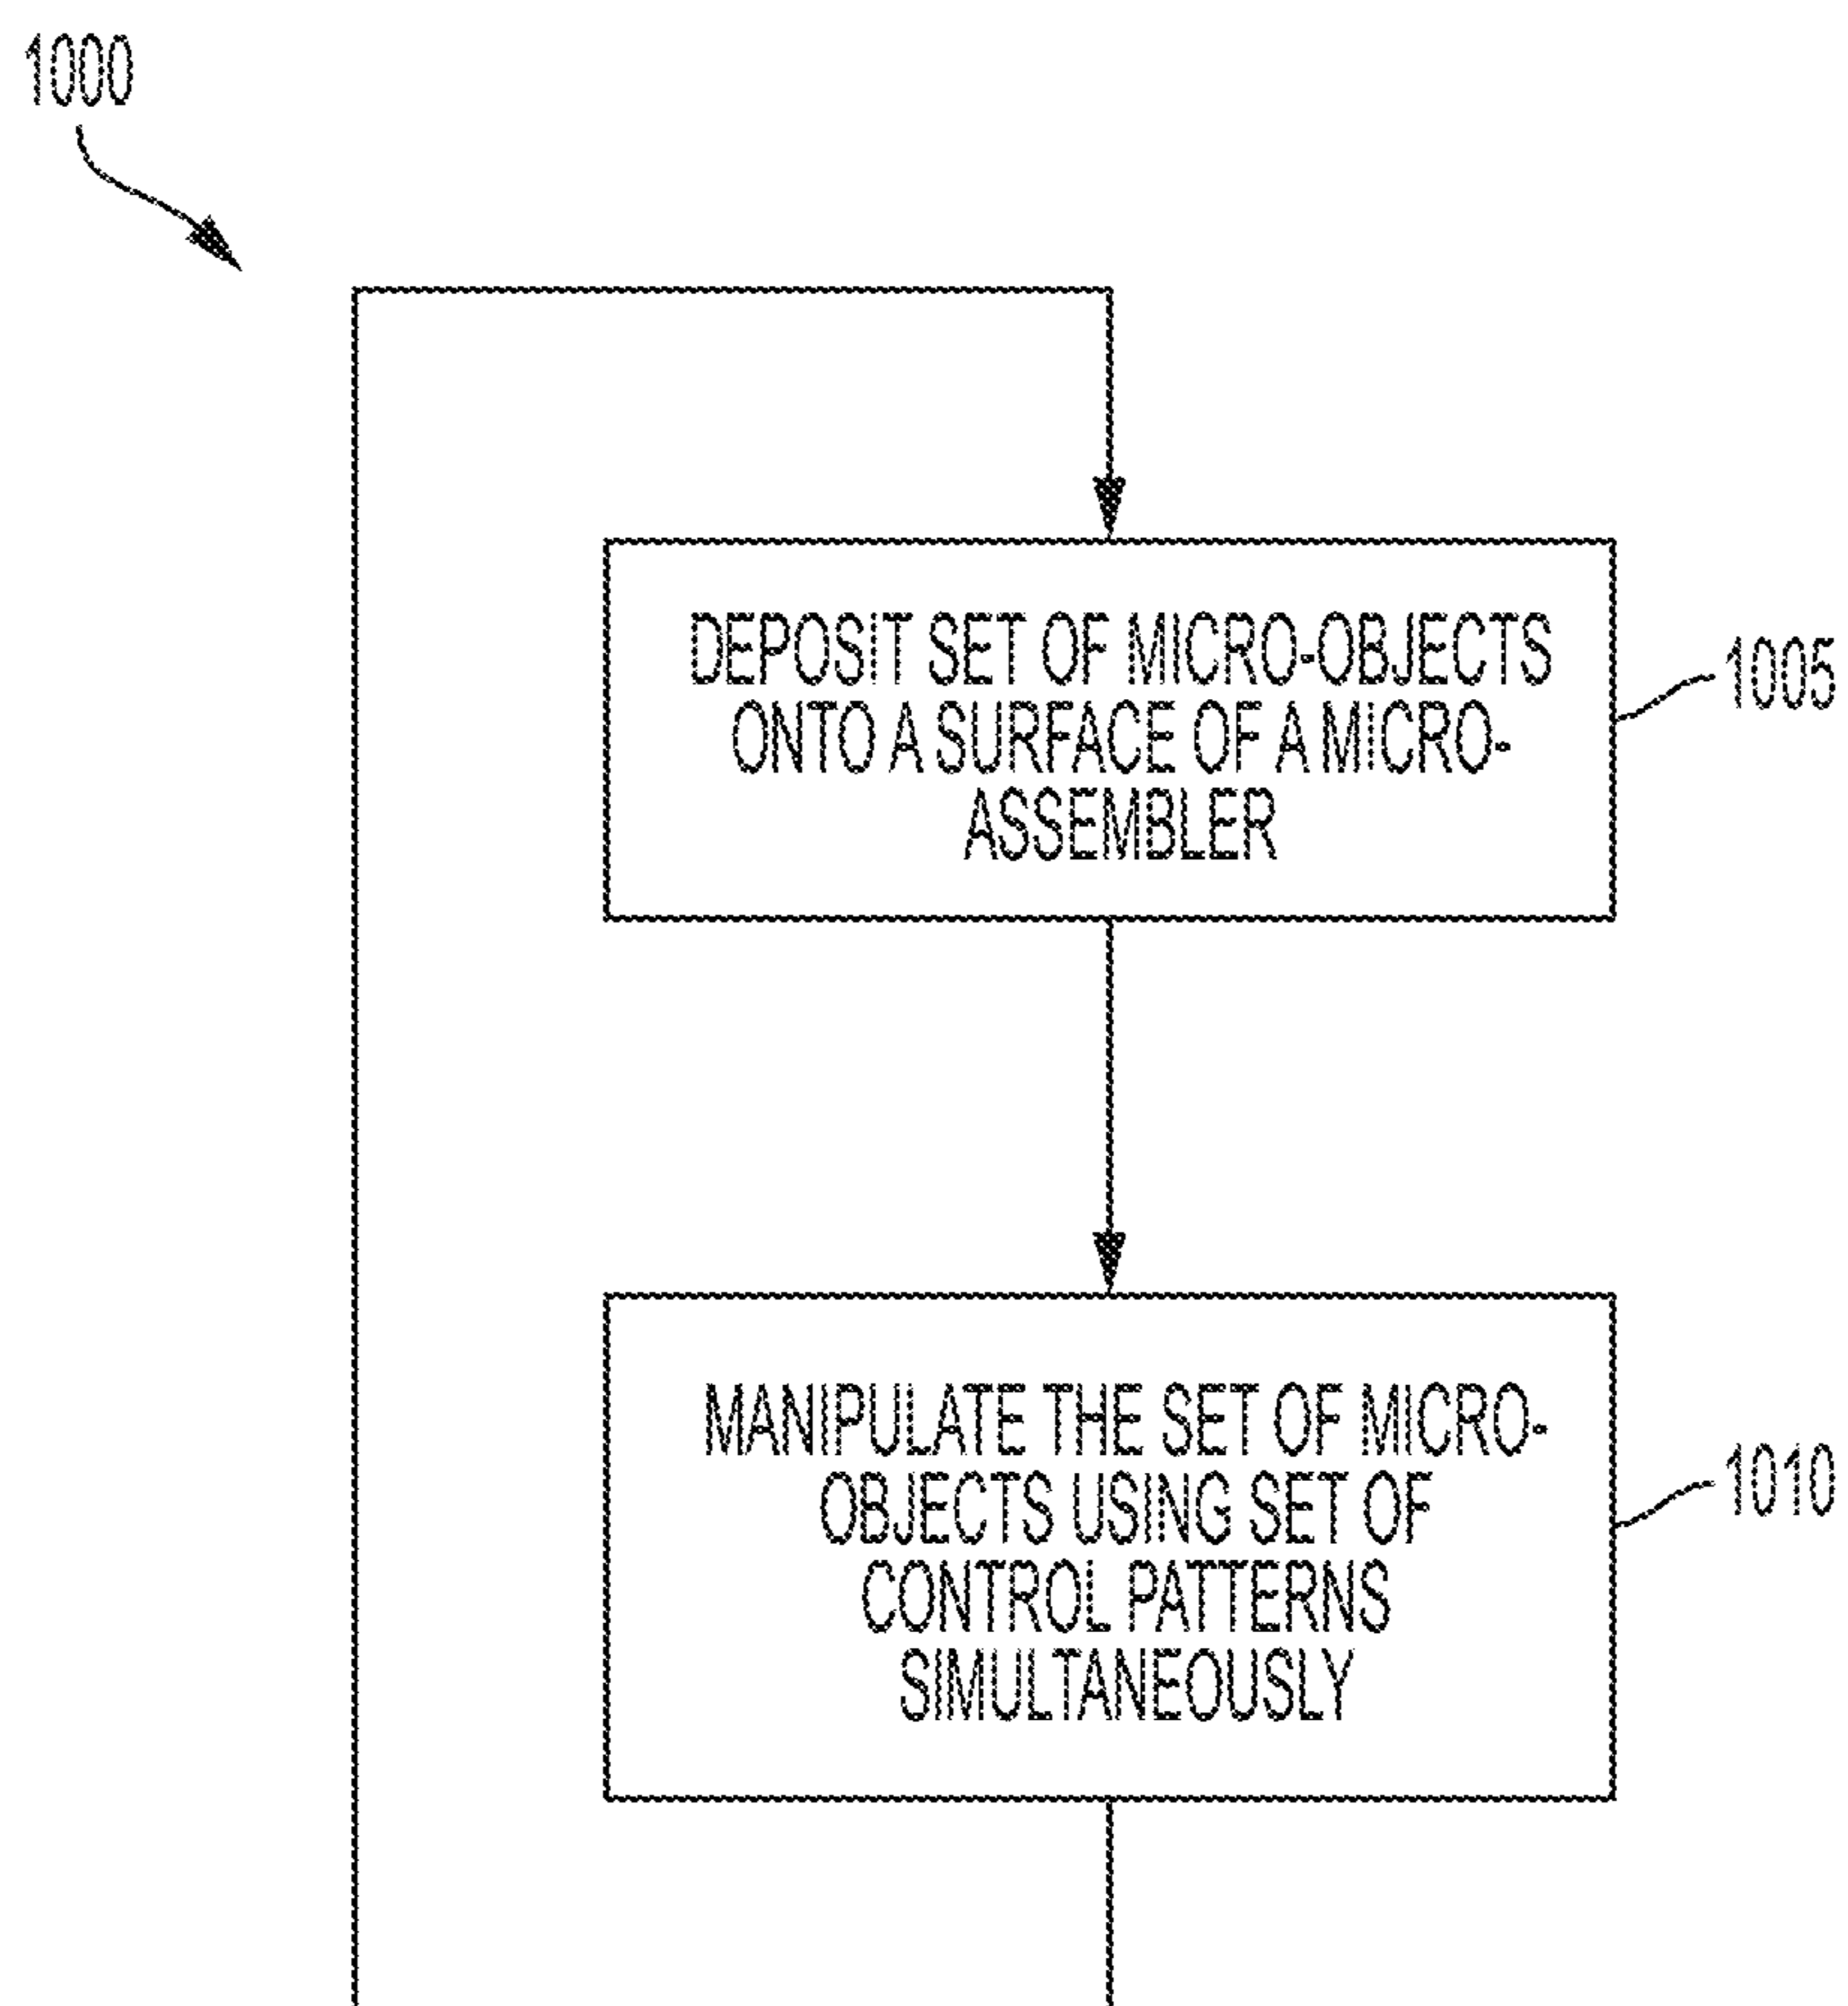 1000
DEPOSIT SET OF MICRO-OBJECTS
ONTO A SURFACE OF A MICRO-
ASSEMBLER
1005
MANIPULATE THE SET OF MICRO-
OBJECTS USING SET OF
CONTROL PATTERNS
SIMULTANEOUSLY
1010